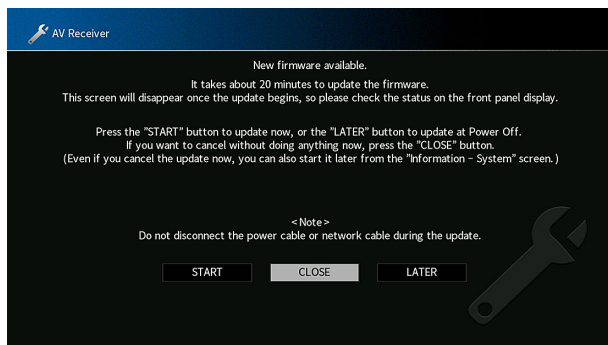 AV Receiver
New firmware available.
It takes about 20 minutes to update the firmware.
This screen will disappear once the update begins, so please check the status on the front panel display.
Press the ”START” button to update now, or the ”LATER” button to update at Power Off.
If you want to cancel without doing anything now, press the ”CLOSE” button.
(Even if you cancel the update now, you can also start it later from the ”Information – System” screen.)
<Note>
Do not disconnect the power cable or network cable during the update.
START CLOSE LATER